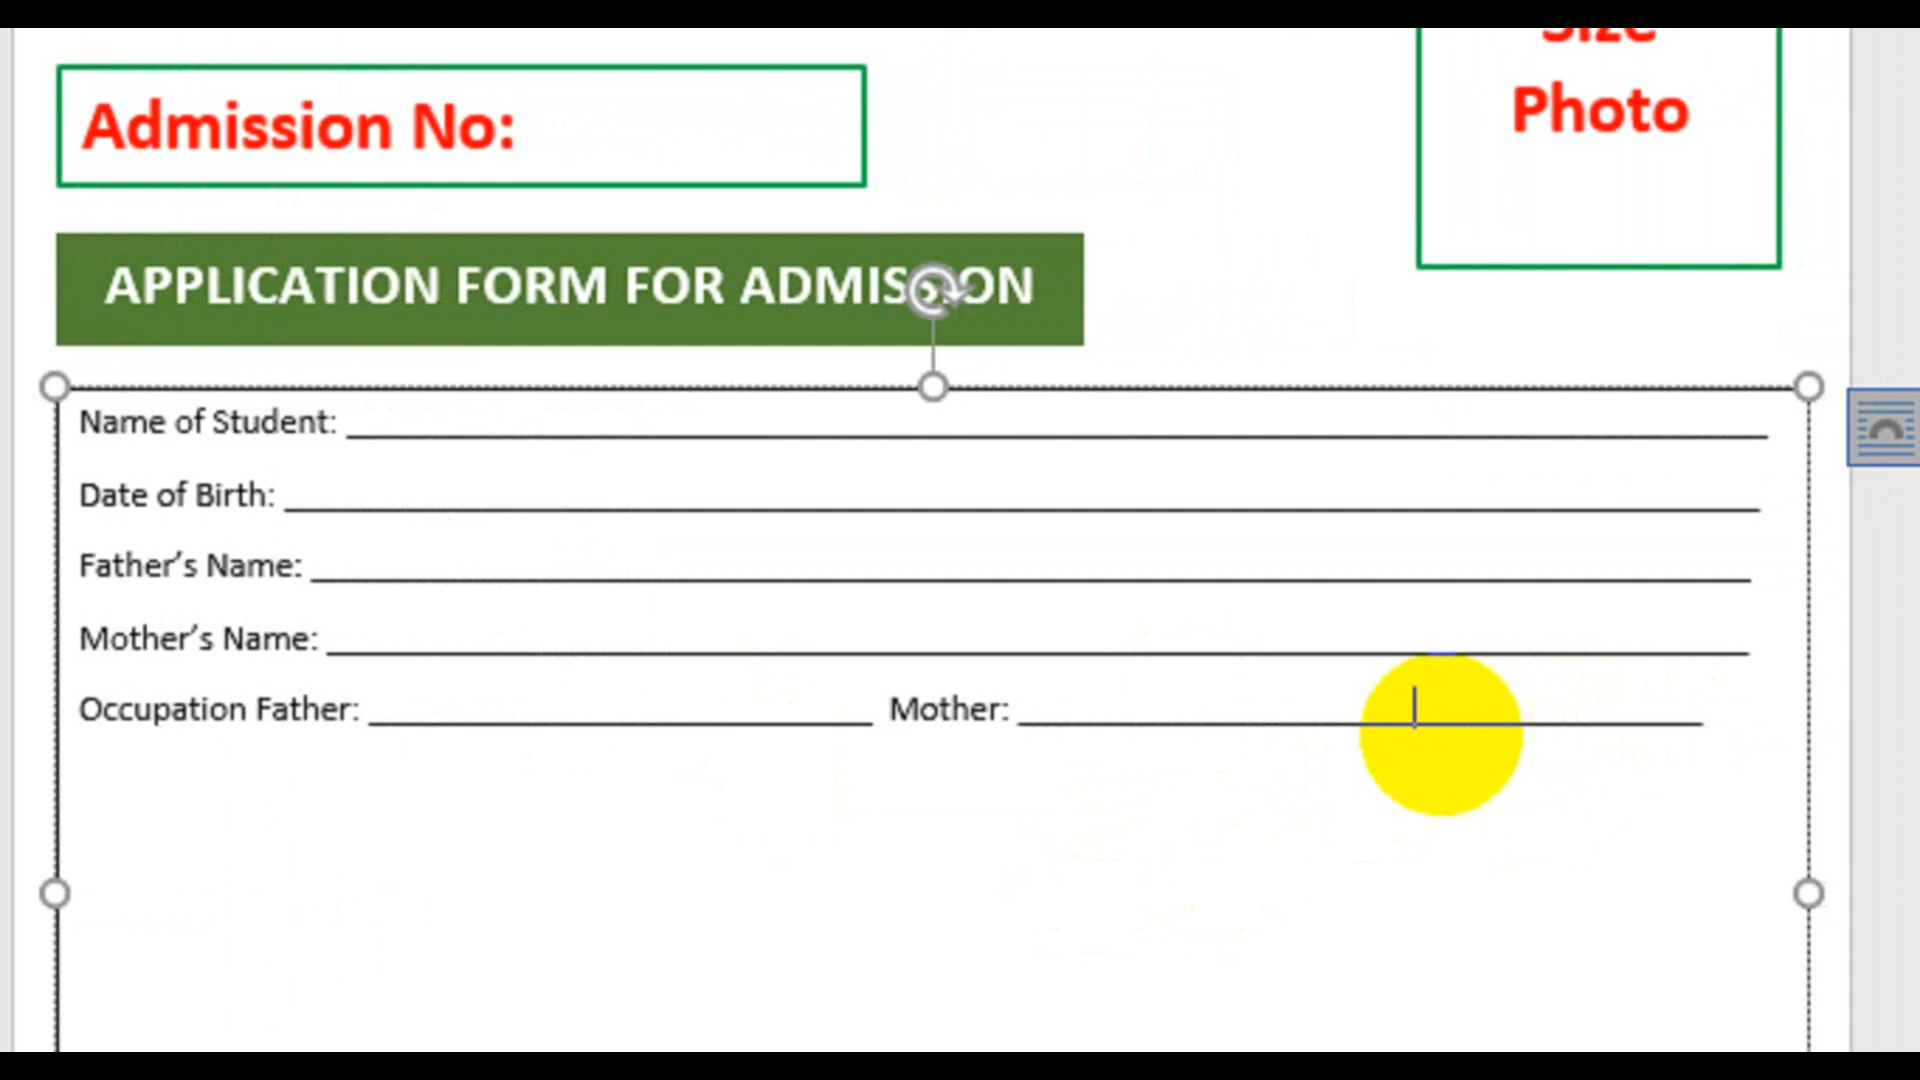 Size
Photo
Admission No:
APPLICATION FORM FOR ADMISSION
Name of Student:
Date of Birth:
Father’s Name:
Mother’s Name:
Occupation Father: Mother: